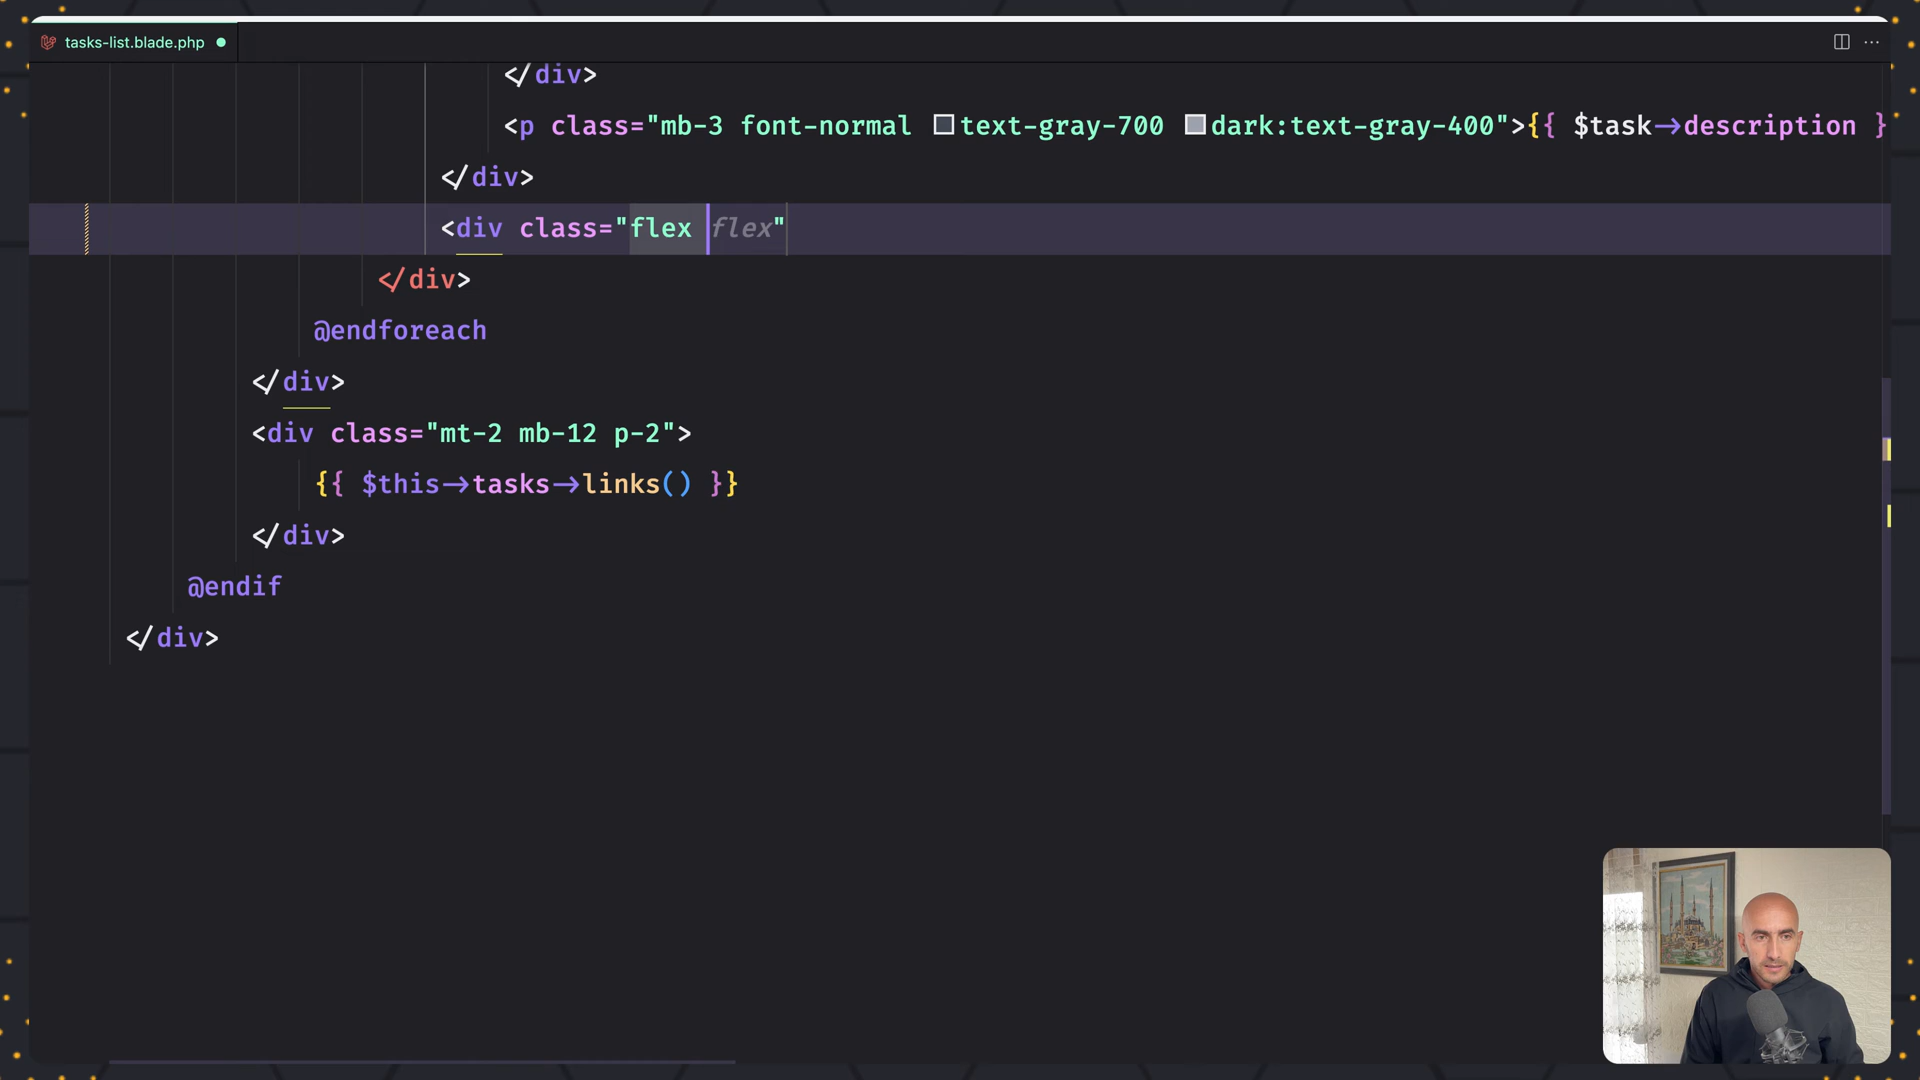 tasks-list.blade.php
</div>
<p class="mb-3 font-normal text-gray-700 dark:text-gray-400">{{ $task->description }
</div>
<div class="flex flex"
</div>
@endforeach
</div>
<div class="mt-2 mb-12 p-2">
{{ $this->tasks->links() }}
</div>
@endif
</div>